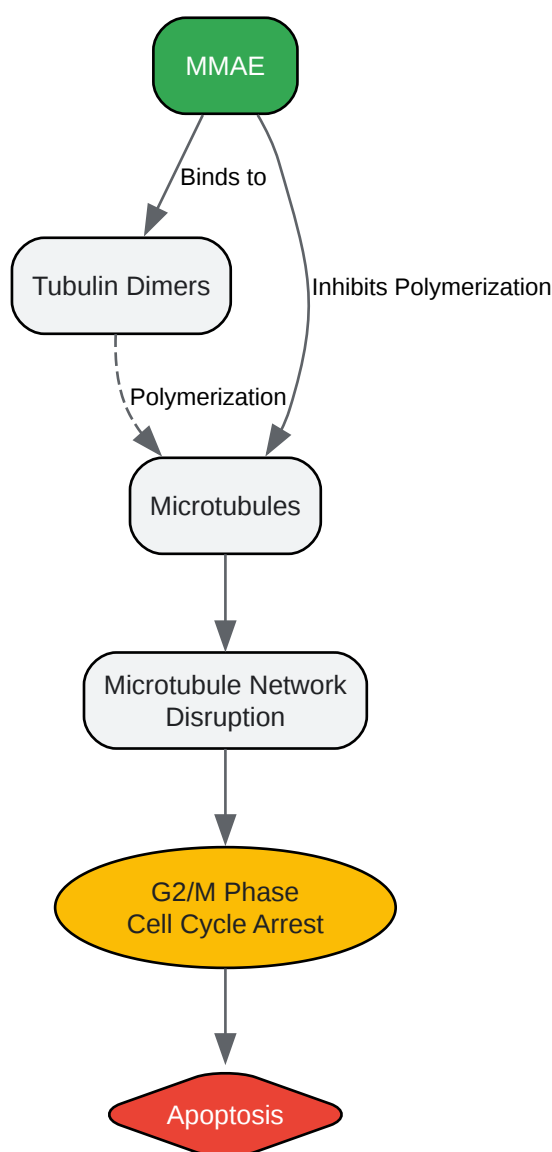 MMAE
Binds to
Tubulin Dimers
Inhibits Polymerization
Polymerization
Microtubules
Microtubule Network
Disruption
G2/M Phase
Cell Cycle Arrest
Apoptosis